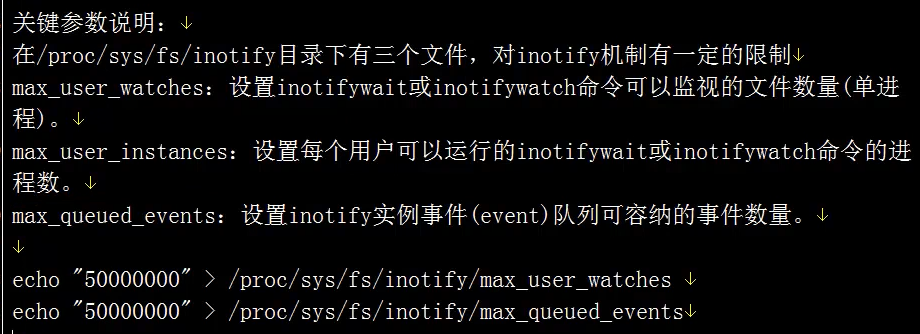 关键参数说明：↓
在/proc/sys/fs/inotify目录下有三个文件，对inotify机制有一定的限制↓
max_user_watches：设置inotifywait或inotifywatch命令可以监视的文件数量(单进
程)。↓
max_user_instances：设置每个用户可以运行的inotifywait或inotifywatch命令的进
程数。↓
max_queued_events：设置inotify实例事件(event)队列可容纳的事件数量。↓
↓
echo "50000000" > /proc/sys/fs/inotify/max_user_watches ↓
echo "50000000" > /proc/sys/fs/inotify/max_queued_events↓